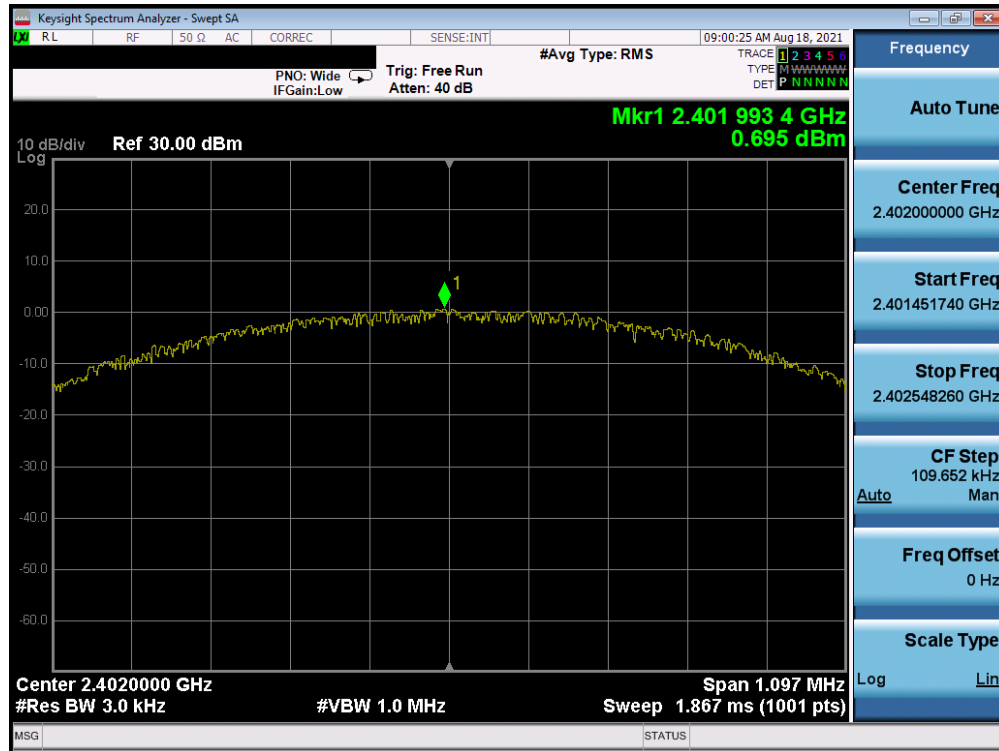 Keysight Spectrum Analyzer - Swept SA
LXI RL RF 50 Ω AC CORREC SENSE:INT 09:00:25 AM Aug 18, 2021
#Avg Type: RMS TRACE 1 2 3 4 5 6
PNO: Wide Trig: Free Run TYPE M WWWWW
IFGain:Low Atten: 40 dB DET P N N N N N
Mkr1 2.401 993 4 GHz
0.695 dBm
10 dB/div Ref 30.00 dBm
Log
20.0
10.0
1
0.00
-10.0
-20.0
-30.0
-40.0
-50.0
-60.0
Center 2.4020000 GHz Span 1.097 MHz
#Res BW 3.0 kHz #VBW 1.0 MHz Sweep 1.867 ms (1001 pts)
MSG STATUS
Frequency
Auto Tune
Center Freq
2.402000000 GHz
Start Freq
2.401451740 GHz
Stop Freq
2.402548260 GHz
CF Step
109.652 kHz
Auto Man
Freq Offset
0 Hz
Scale Type
Log Lin